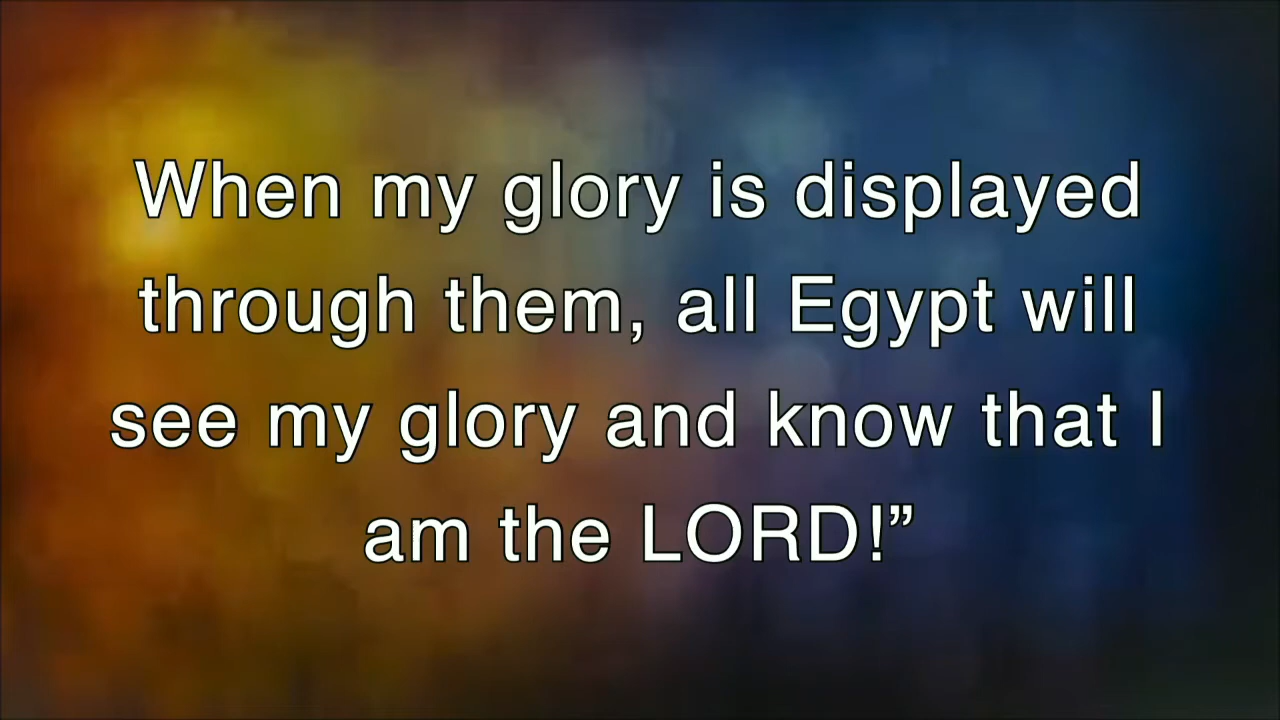 When my glory is displayed
through them, all Egypt will
see my glory and know that I
am the LORD!”